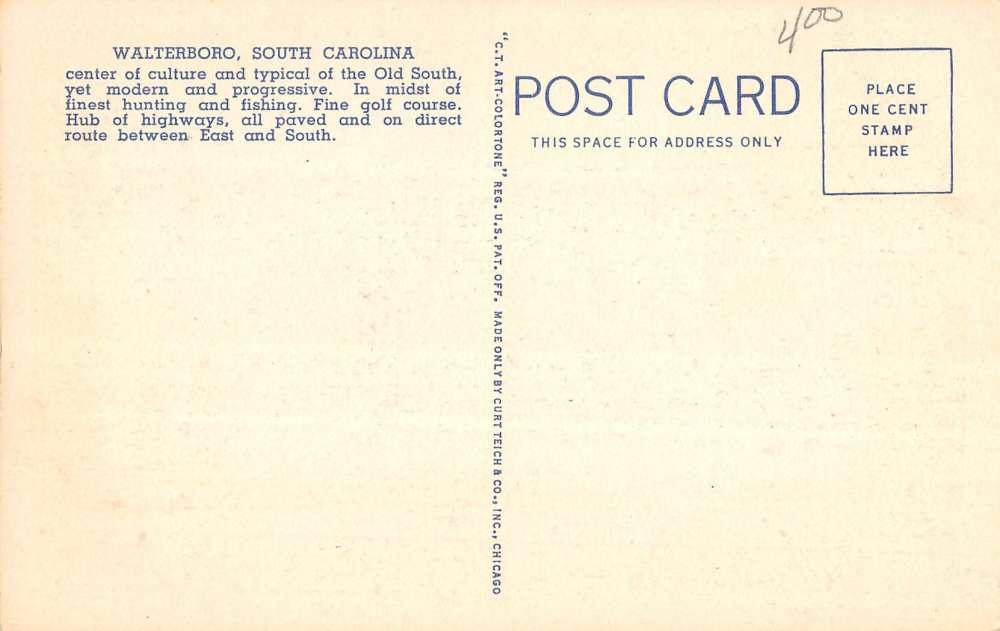 WALTERBORO, SOUTH CAROLINA
center of culture and typical of the Old South,
yet modern and progressive. In midst of
finest hunting and fishing. Fine golf course.
Hub of highways, all paved and on direct
route between East and South.
"C.T. ART-COLORTONE" REG. U.S. PAT. OFF. MADE ONLY BY CURT TEICH & CO., INC., CHICAGO
400
POST CARD
THIS SPACE FOR ADDRESS ONLY
PLACE
ONE CENT
STAMP
HERE